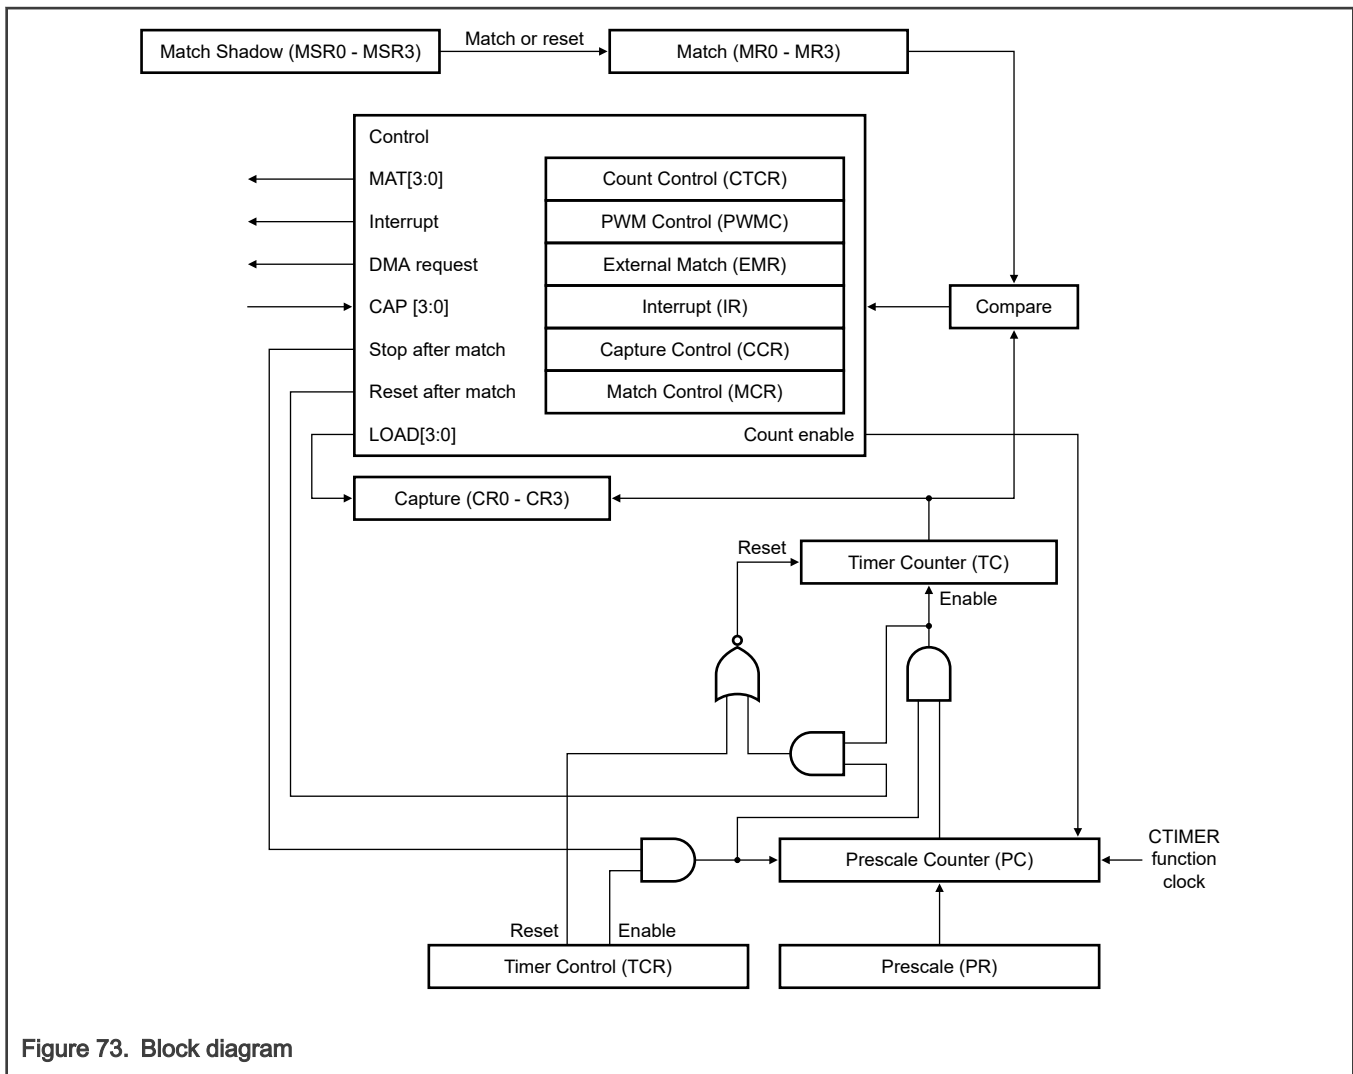 Match Shadow (MSR0 - MSR3)
Match or reset
Match (MR0 - MR3)
Control
MAT[3:0]
Count Control (CTCR)
Interrupt
PWM Control (PWMC)
DMA request
External Match (EMR)
CAP [3:0]
Interrupt (IR)
Compare
Stop after match
Capture Control (CCR)
Reset after match
Match Control (MCR)
LOAD[3:0]
Count enable
Capture (CR0 - CR3)
Reset
Timer Counter (TC)
Enable
Prescale Counter (PC)
CTIMER
function
clock
Reset
Enable
Timer Control (TCR)
Prescale (PR)
Figure 73. Block diagram